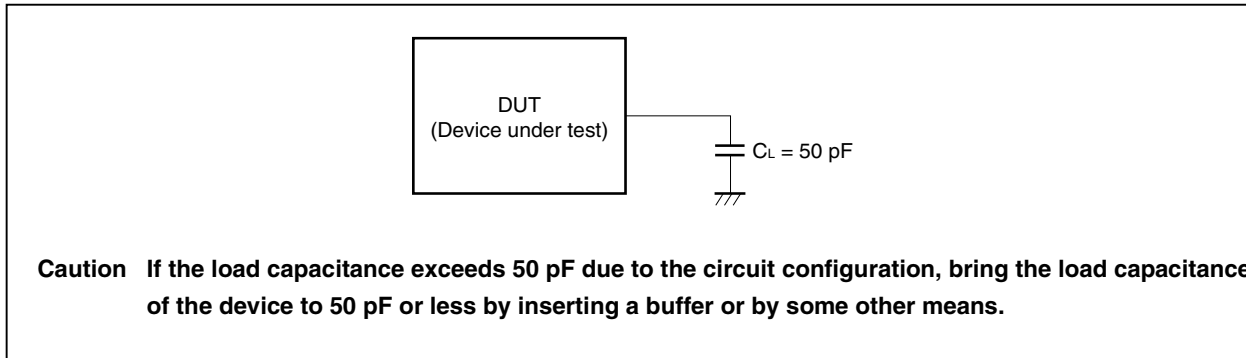 DUT
(Device under test)
CL = 50 pF
Caution If the load capacitance exceeds 50 pF due to the circuit configuration, bring the load capacitance
of the device to 50 pF or less by inserting a buffer or by some other means.